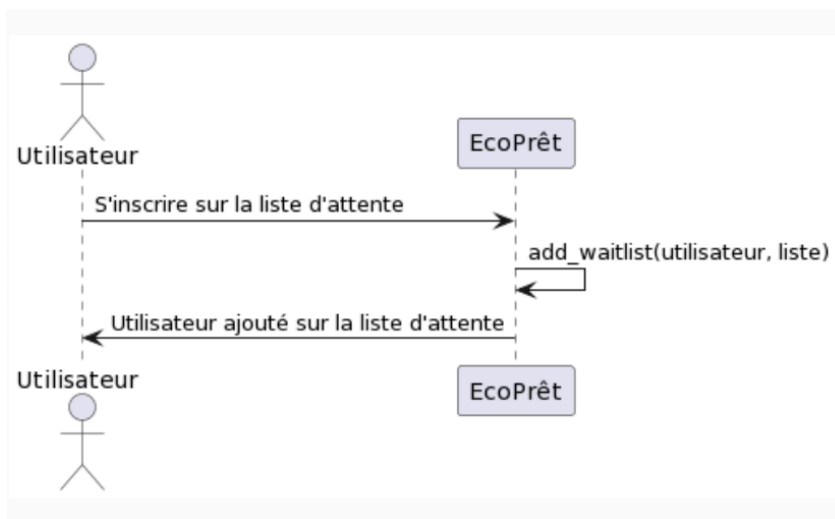 Utilisateur
EcoPrêt
S'inscrire sur la liste d'attente
add_waitlist(utilisateur, liste)
Utilisateur ajouté sur la liste d'attente
Utilisateur
EcoPrêt